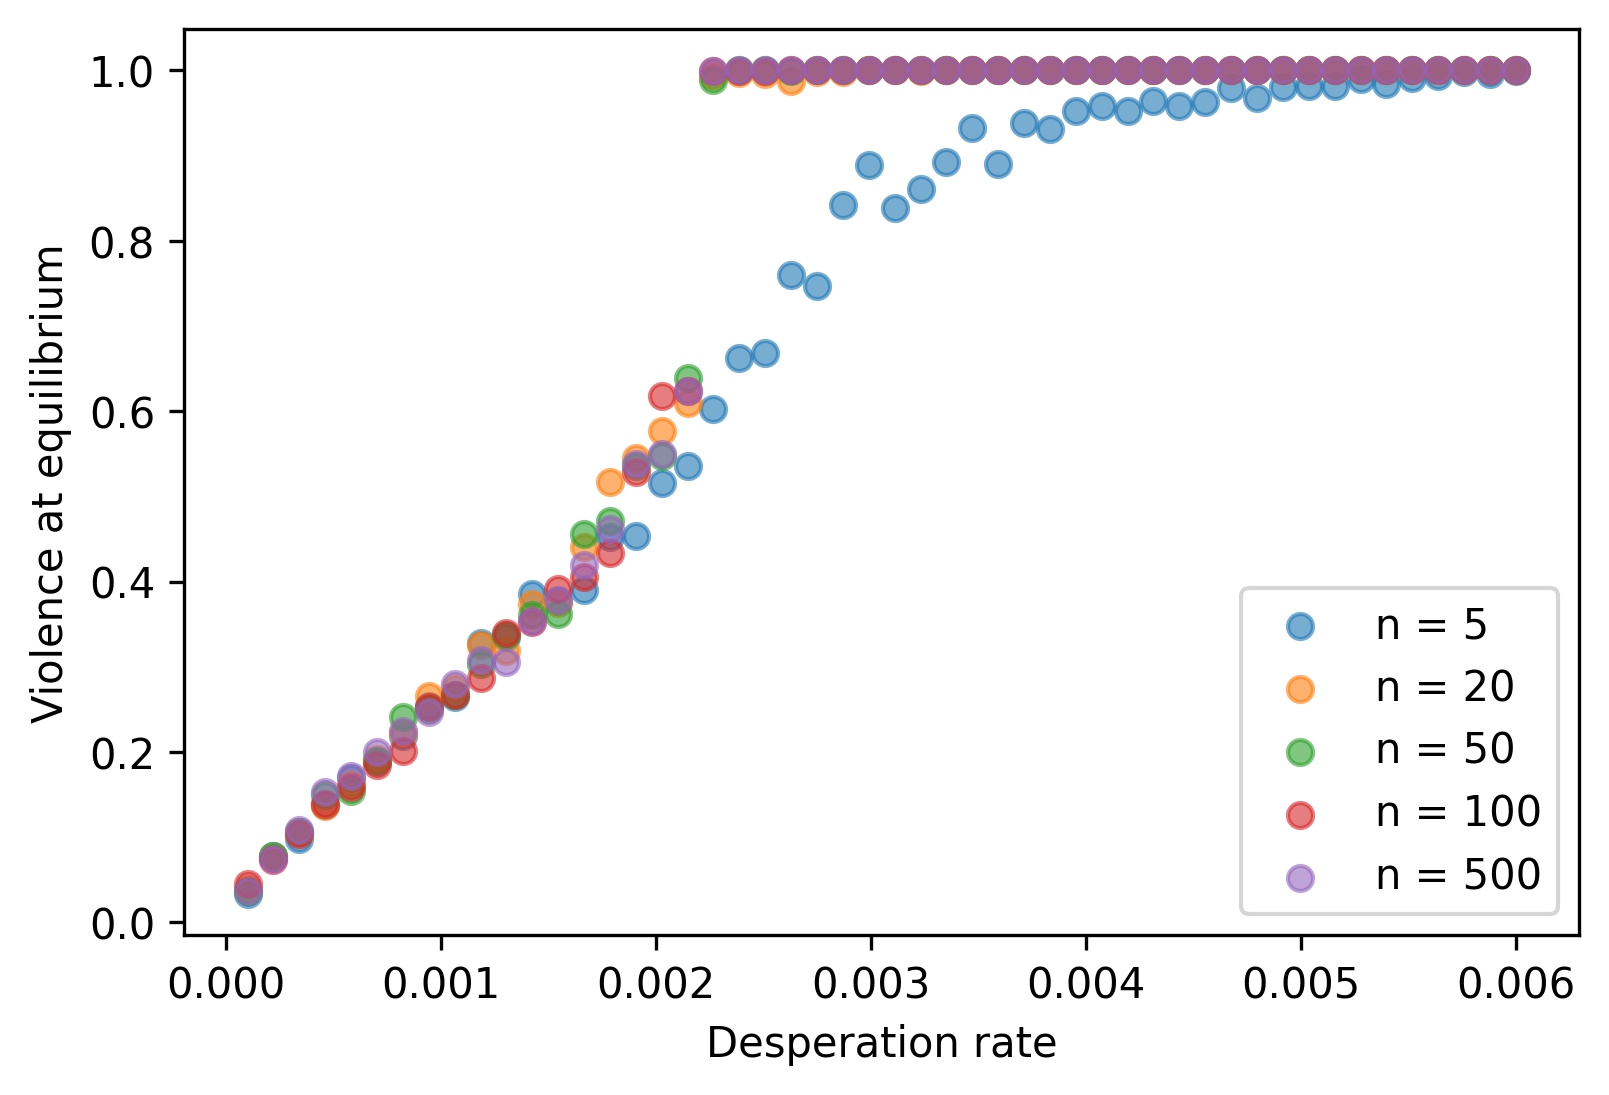 1.0
0.8
0.6
0.4
0.2
0.0
Violence at equilibrium
n = 5
n = 20
n = 50
n = 100
n = 500
0.000 0.001 0.002 0.003 0.004 0.005 0.006
Desperation rate